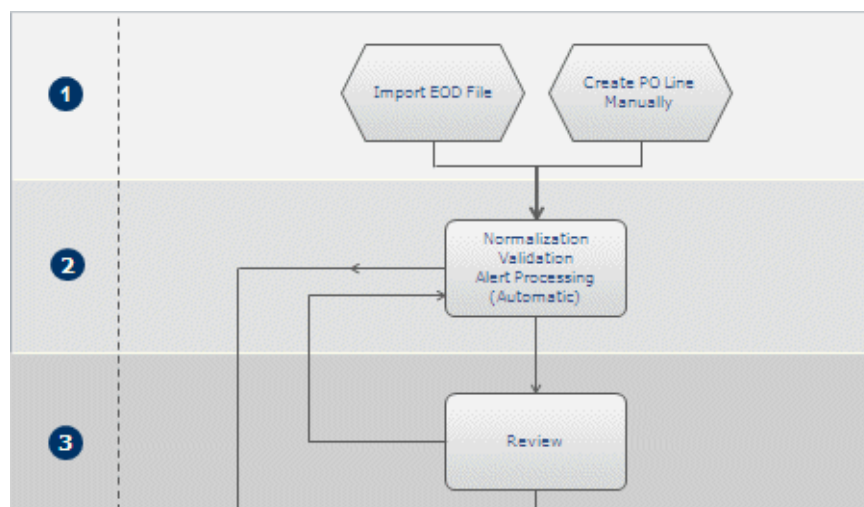 1
Import EOD File
Create PO Line
Manually
2
Normalization
Validation
Alert Processing
(Automatic)
3
Review